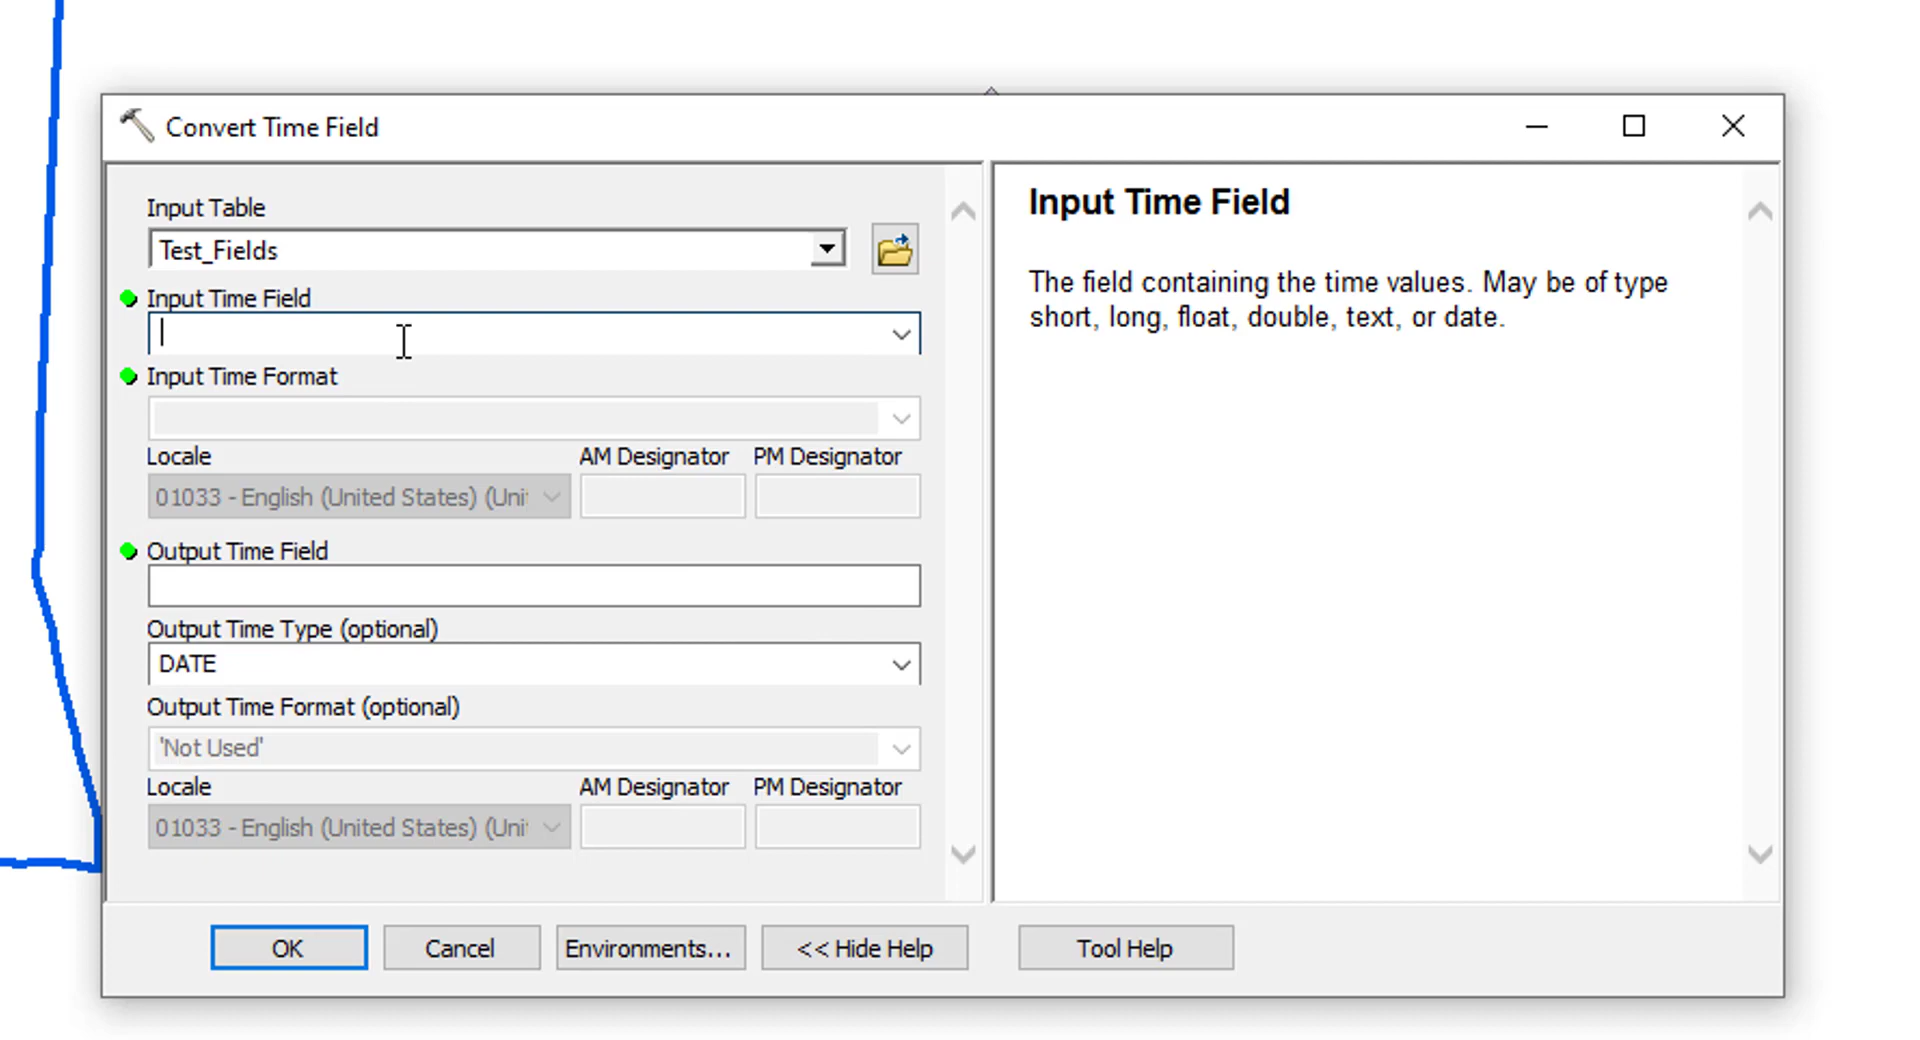 Convert Time Field
Input Table
Test_Fields
Input Time Field
Input Time Format
Locale AM Designator PM Designator
01033 - English (United States) (Uni
Output Time Field
Output Time Type (optional)
DATE
Output Time Format (optional)
'Not Used'
Locale AM Designator PM Designator
01033 - English (United States) (Uni
OK Cancel Environments... << Hide Help Tool Help
Input Time Field
The field containing the time values. May be of type
short, long, float, double, text, or date.